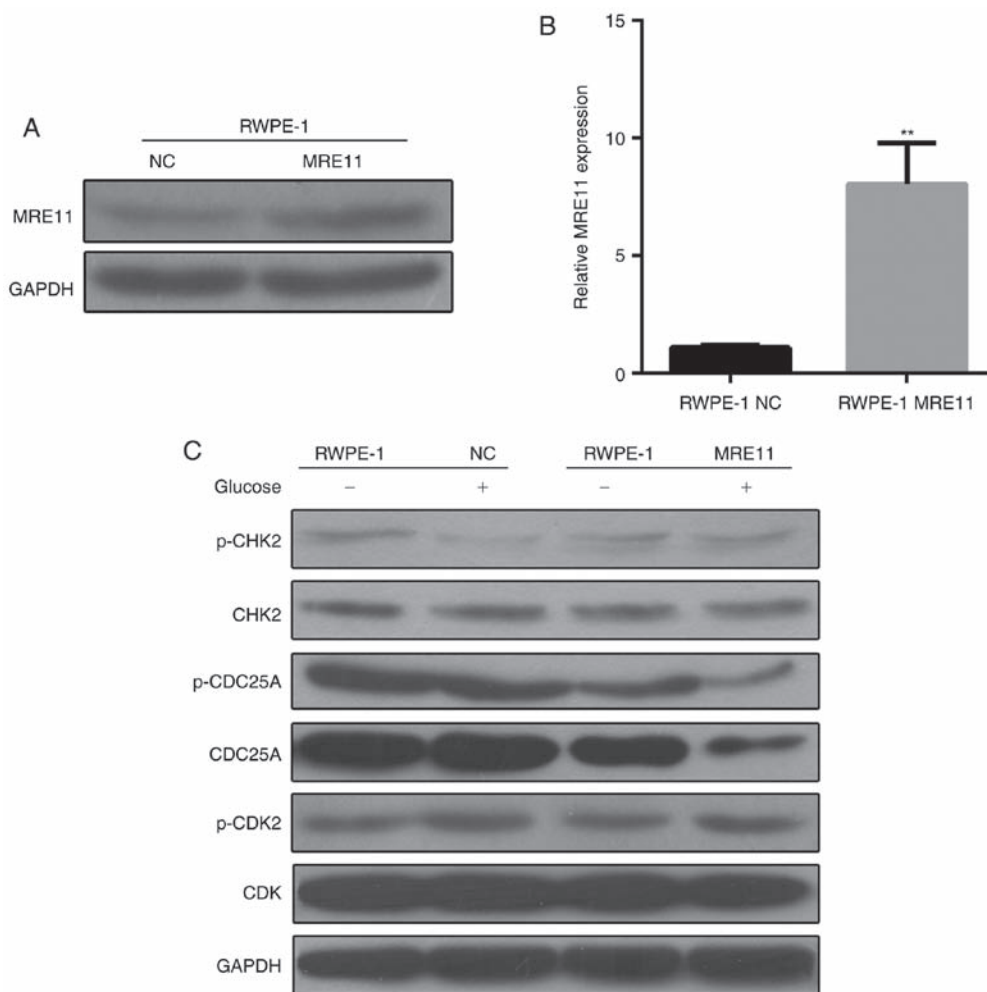 A
RWPE-1
NC MRE11
MRE11
GAPDH
B
Relative MRE11 expression
15
10
5
0
**
RWPE-1 NC RWPE-1 MRE11
C
RWPE-1 NC RWPE-1 MRE11
Glucose − + − +
p-CHK2
CHK2
p-CDC25A
CDC25A
p-CDK2
CDK
GAPDH